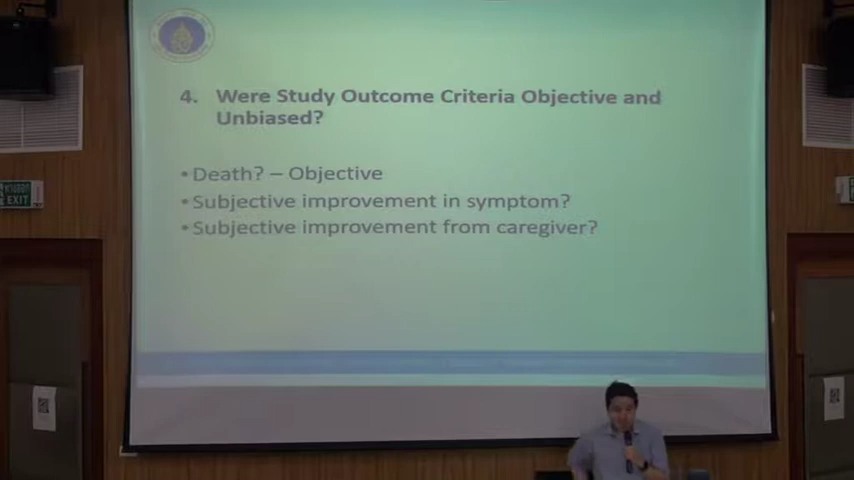 4. Were Study Outcome Criteria Objective and
Unbiased?
•Death? – Objective
•Subjective improvement in symptom?
•Subjective improvement from caregiver?
EXIT
EXIT